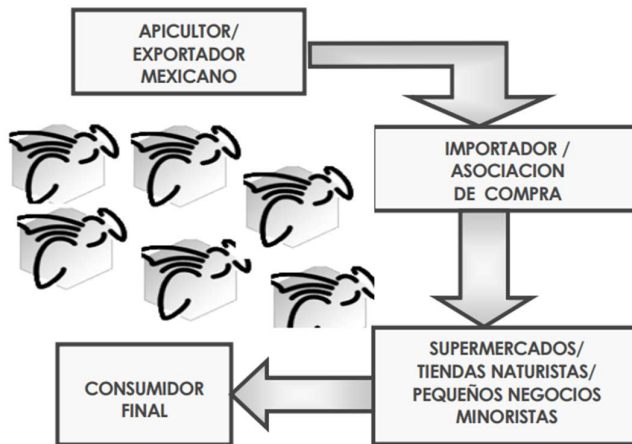 APICULTOR/
EXPORTADOR
MEXICANO
IMPORTADOR /
ASOCIACION
DE COMPRA
SUPERMERCADOS/
TIENDAS NATURISTAS/
PEQUEÑOS NEGOCIOS
MINORISTAS
CONSUMIDOR
FINAL